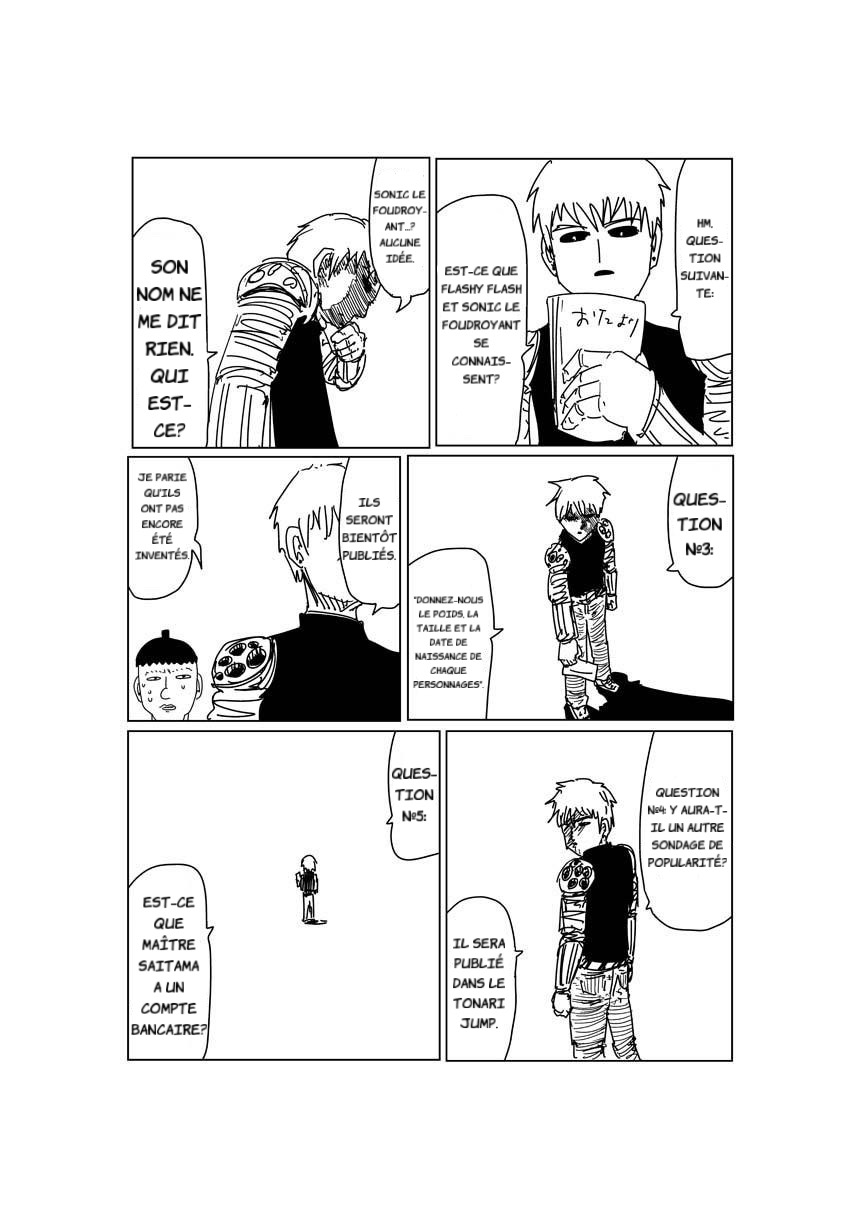 HM,
QUES-
TION
SUIVAN-
TE:
おたより
EST-CE QUE
FLASHY FLASH
ET SONIC LE
FOUDROYANT
SE
CONNAIS-
SENT?
SONIC LE
FOUDROY-
ANT...?
AUCUNE
IDÉE.
SON
NOM NE
ME DIT
RIEN.
QUI
EST-
CE?
QUES-
TION
№3:
"DONNEZ-NOUS
LE POIDS, LA
TAILLE ET LA
DATE DE
NAISSANCE DE
CHAQUE
PERSONNAGES".
ILS
SERONT
BIENTÔT
PUBLIÉS.
JE PARIE
QU'ILS
ONT PAS
ENCORE
ÉTÉ
INVENTÉS.
QUESTION
№4: Y AURA-T-
IL UN AUTRE
SONDAGE DE
POPULARITÉ?
IL SERA
PUBLIÉ
DANS LE
TONARI
JUMP.
QUES-
TION
№5:
EST-CE
QUE
MAÎTRE
SAITAMA
A UN
COMPTE
BANCAIRE?